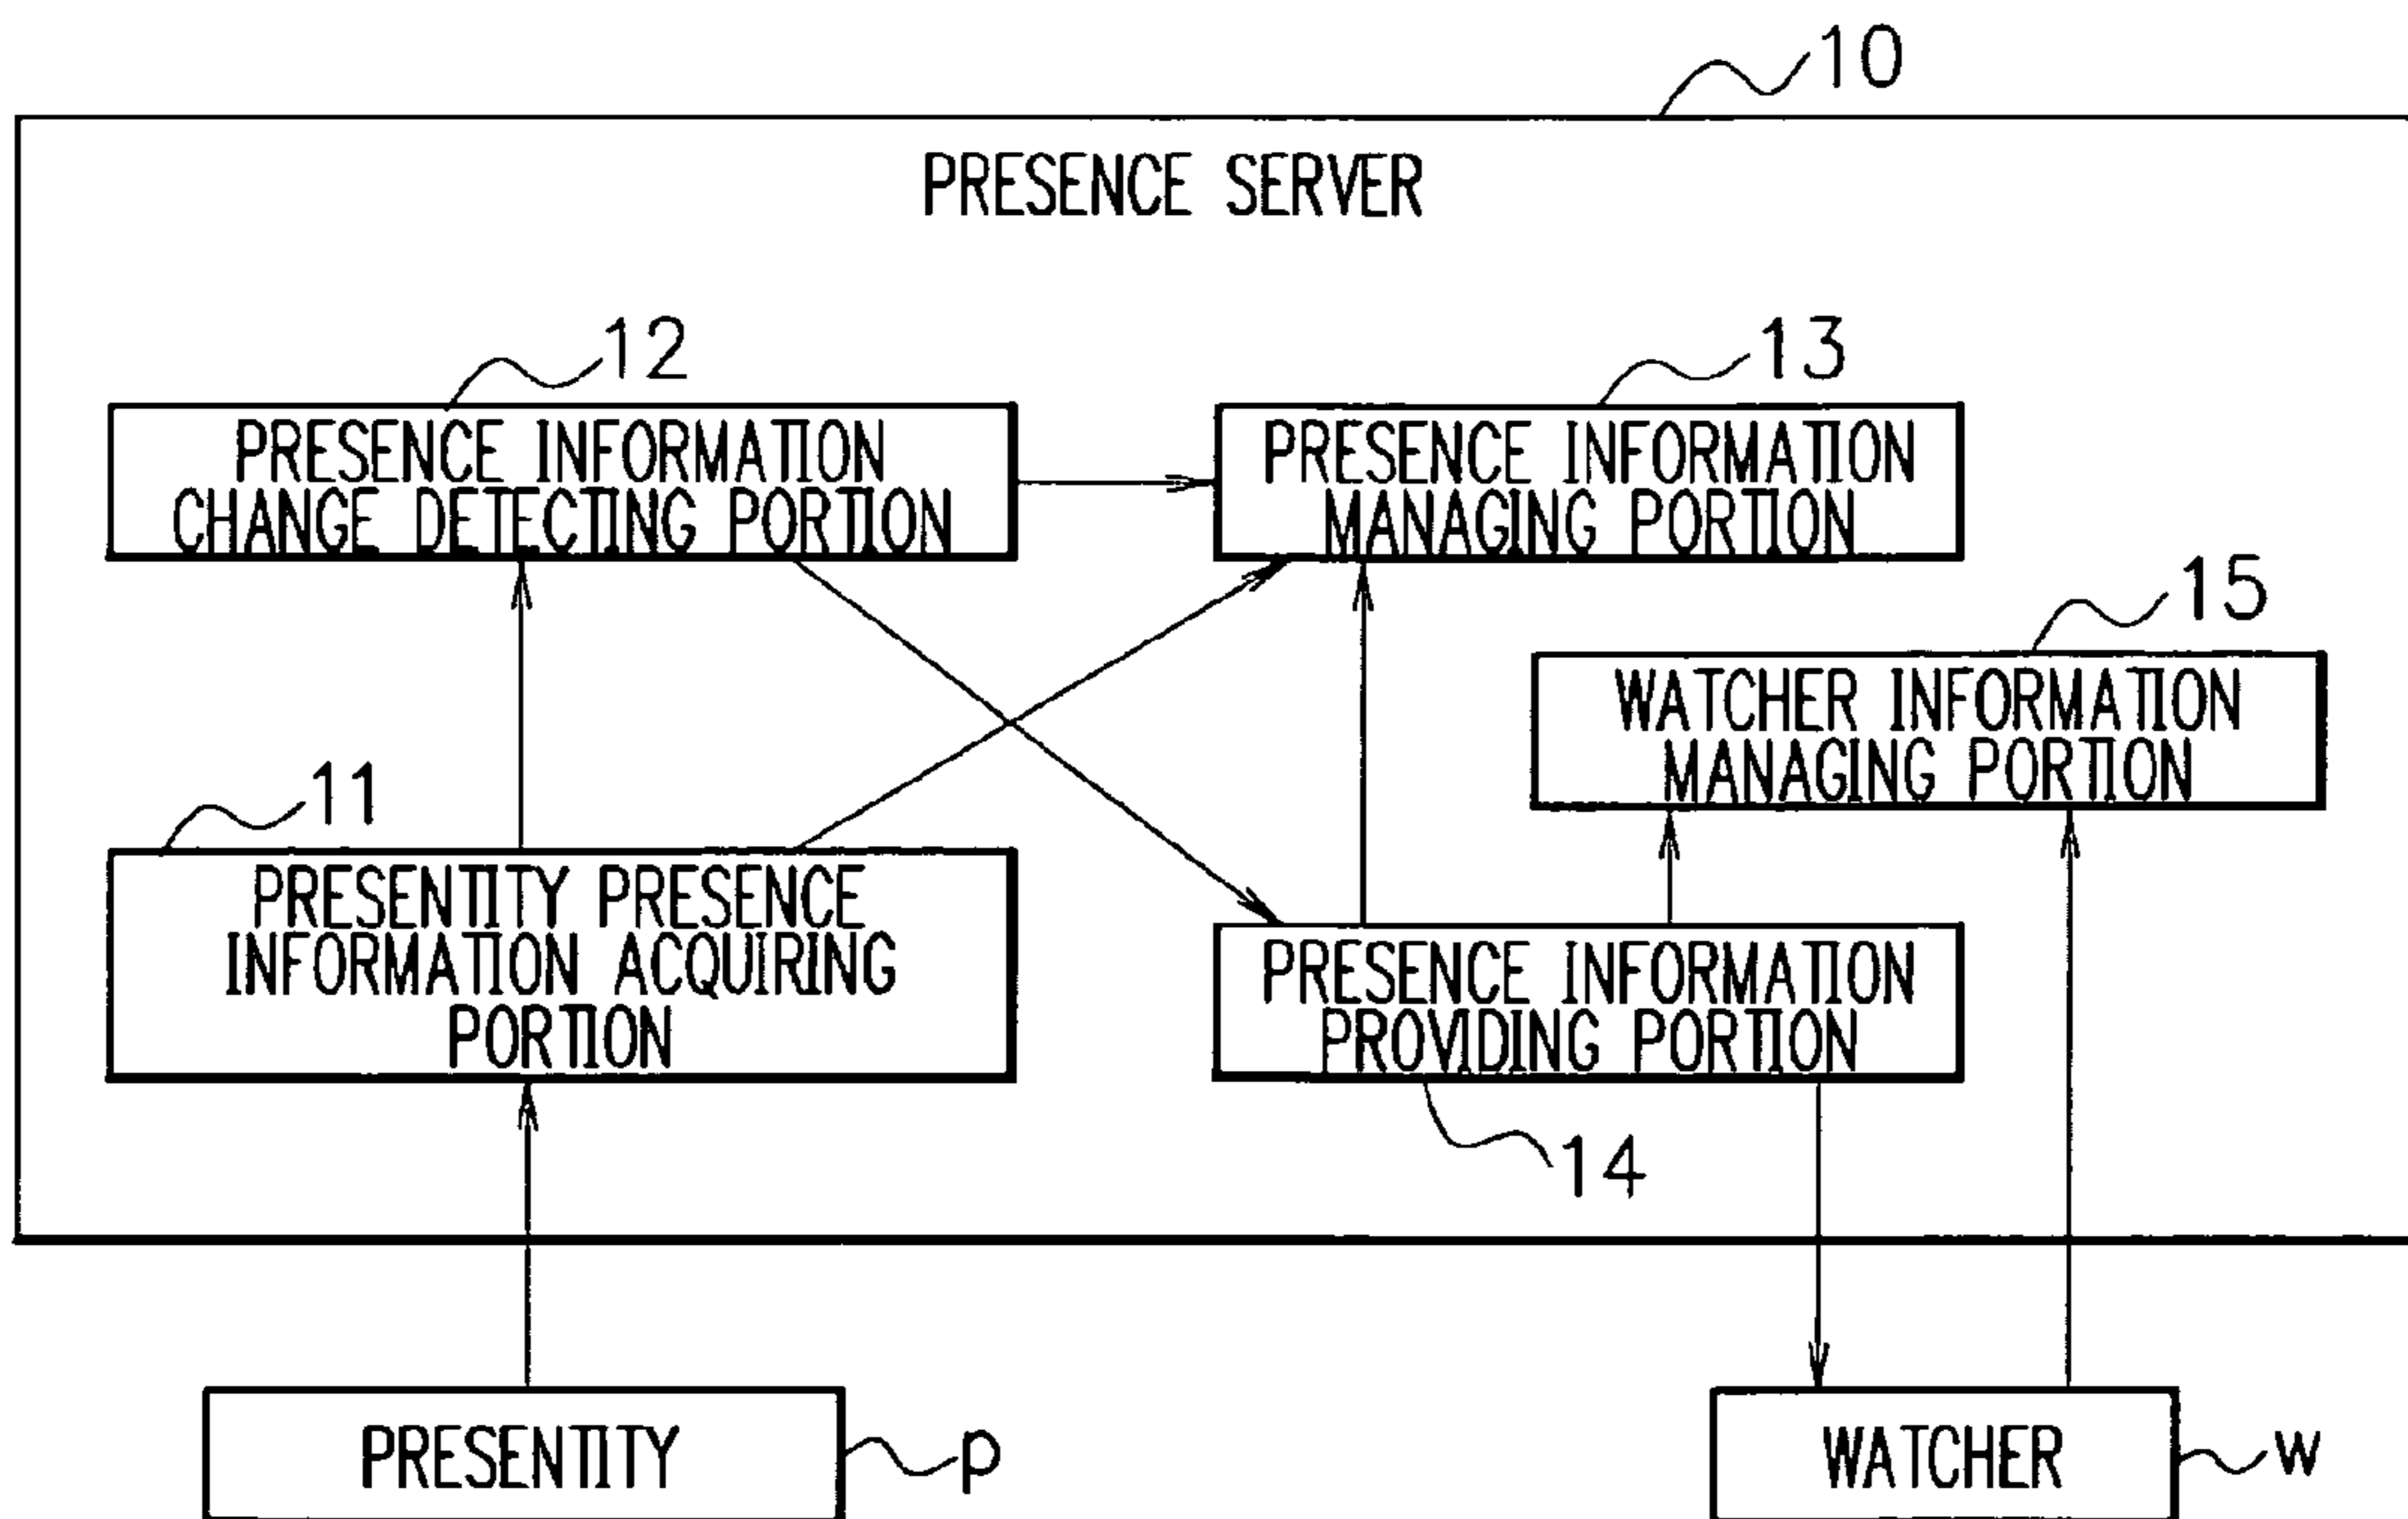 10
PRESENCE SERVER
12
13
PRESENCE INFORMATION
CHANGE DETECTING PORTION
PRESENCE INFORMATION
MANAGING PORTION
15
WATCHER INFORMATION
MANAGING PORTION
11
PRESENTITY PRESENCE
INFORMATION ACQUIRING
PORTION
PRESENCE INFORMATION
PROVIDING PORTION
14
PRESENTITY
p
WATCHER
w